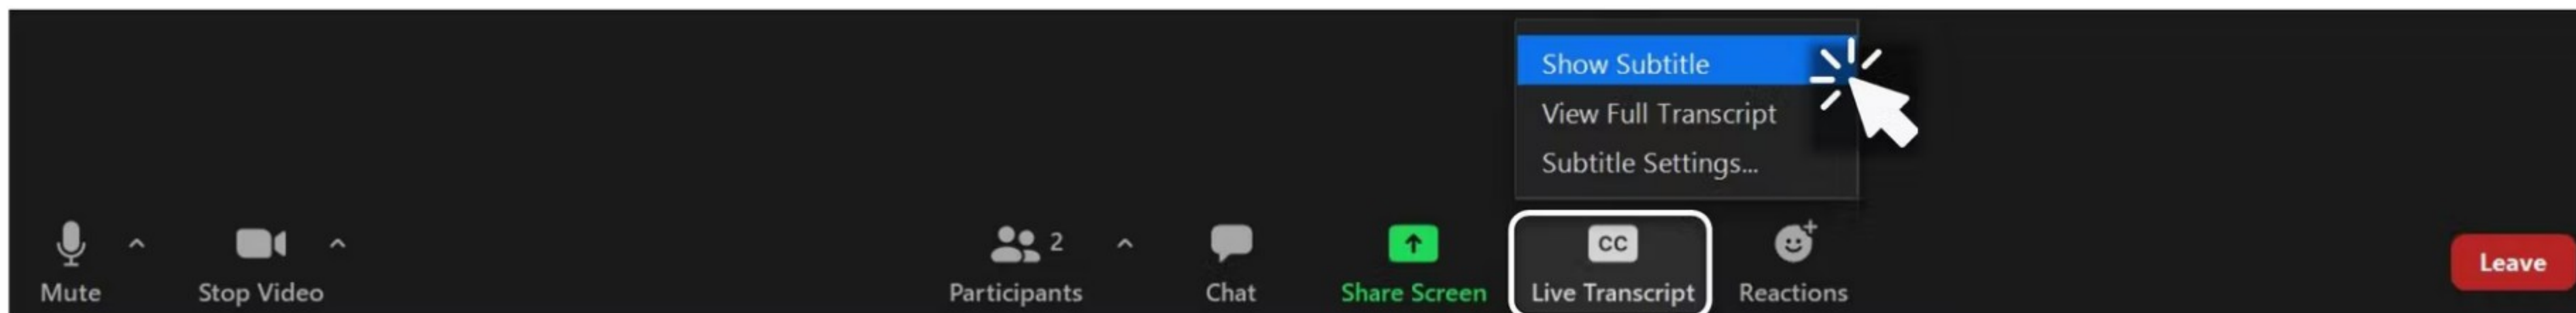 Show Subtitle
View Full Transcript
Subtitle Settings...
2
CC
Mute
Stop Video
Participants
Chat
Share Screen
Live Transcript
Reactions
Leave